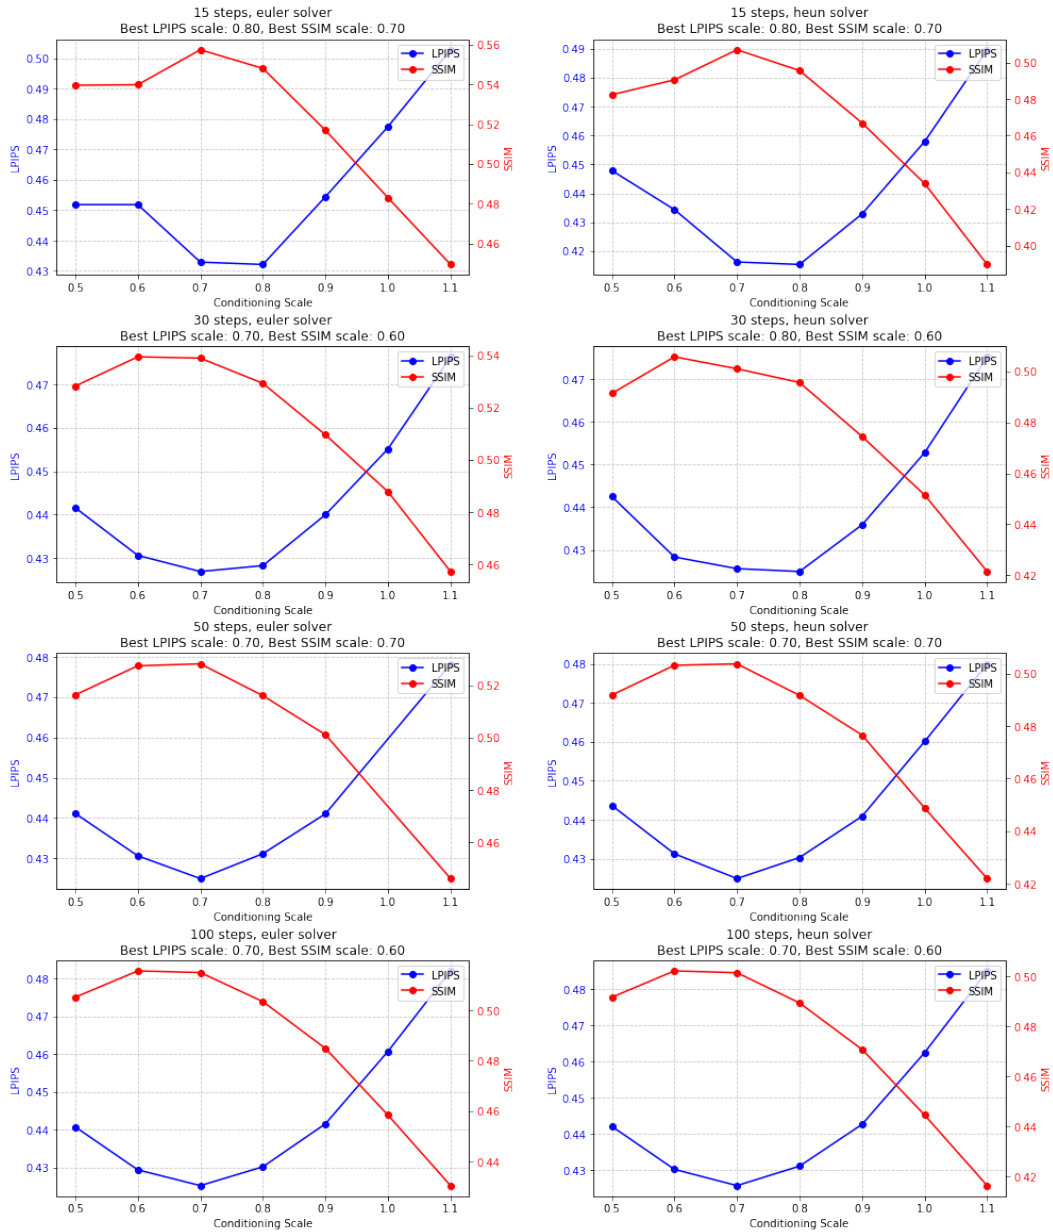 15 steps, euler solver
Best LPIPS scale: 0.80, Best SSIM scale: 0.70
0.50
0.49
0.48
0.47
0.46
0.45
0.44
0.43
LPIPS
LPIPS
SSIM
0.56
0.54
0.52
0.50
0.48
0.46
SSIM
0.5 0.6 0.7 0.8 0.9 1.0 1.1
Conditioning Scale
15 steps, heun solver
Best LPIPS scale: 0.80, Best SSIM scale: 0.70
0.49
0.48
0.47
0.46
0.45
0.44
0.43
0.42
LPIPS
LPIPS
SSIM
0.50
0.48
0.46
0.44
0.42
0.40
SSIM
0.5 0.6 0.7 0.8 0.9 1.0 1.1
Conditioning Scale
30 steps, euler solver
Best LPIPS scale: 0.70, Best SSIM scale: 0.60
0.47
0.46
0.45
0.44
0.43
LPIPS
LPIPS
SSIM
0.54
0.52
0.50
0.48
0.46
SSIM
0.5 0.6 0.7 0.8 0.9 1.0 1.1
Conditioning Scale
30 steps, heun solver
Best LPIPS scale: 0.80, Best SSIM scale: 0.60
0.47
0.46
0.45
0.44
0.43
LPIPS
LPIPS
SSIM
0.50
0.48
0.46
0.44
0.42
SSIM
0.5 0.6 0.7 0.8 0.9 1.0 1.1
Conditioning Scale
50 steps, euler solver
Best LPIPS scale: 0.70, Best SSIM scale: 0.70
0.48
0.47
0.46
0.45
0.44
0.43
LPIPS
LPIPS
SSIM
0.52
0.50
0.48
0.46
SSIM
0.5 0.6 0.7 0.8 0.9 1.0 1.1
Conditioning Scale
50 steps, heun solver
Best LPIPS scale: 0.70, Best SSIM scale: 0.70
0.48
0.47
0.46
0.45
0.44
0.43
LPIPS
LPIPS
SSIM
0.50
0.48
0.46
0.44
0.42
SSIM
0.5 0.6 0.7 0.8 0.9 1.0 1.1
Conditioning Scale
100 steps, euler solver
Best LPIPS scale: 0.70, Best SSIM scale: 0.60
0.48
0.47
0.46
0.45
0.44
0.43
LPIPS
LPIPS
SSIM
0.50
0.48
0.46
0.44
SSIM
0.5 0.6 0.7 0.8 0.9 1.0 1.1
Conditioning Scale
100 steps, heun solver
Best LPIPS scale: 0.70, Best SSIM scale: 0.60
0.48
0.47
0.46
0.45
0.44
0.43
LPIPS
LPIPS
SSIM
0.50
0.48
0.46
0.44
0.42
SSIM
0.5 0.6 0.7 0.8 0.9 1.0 1.1
Conditioning Scale